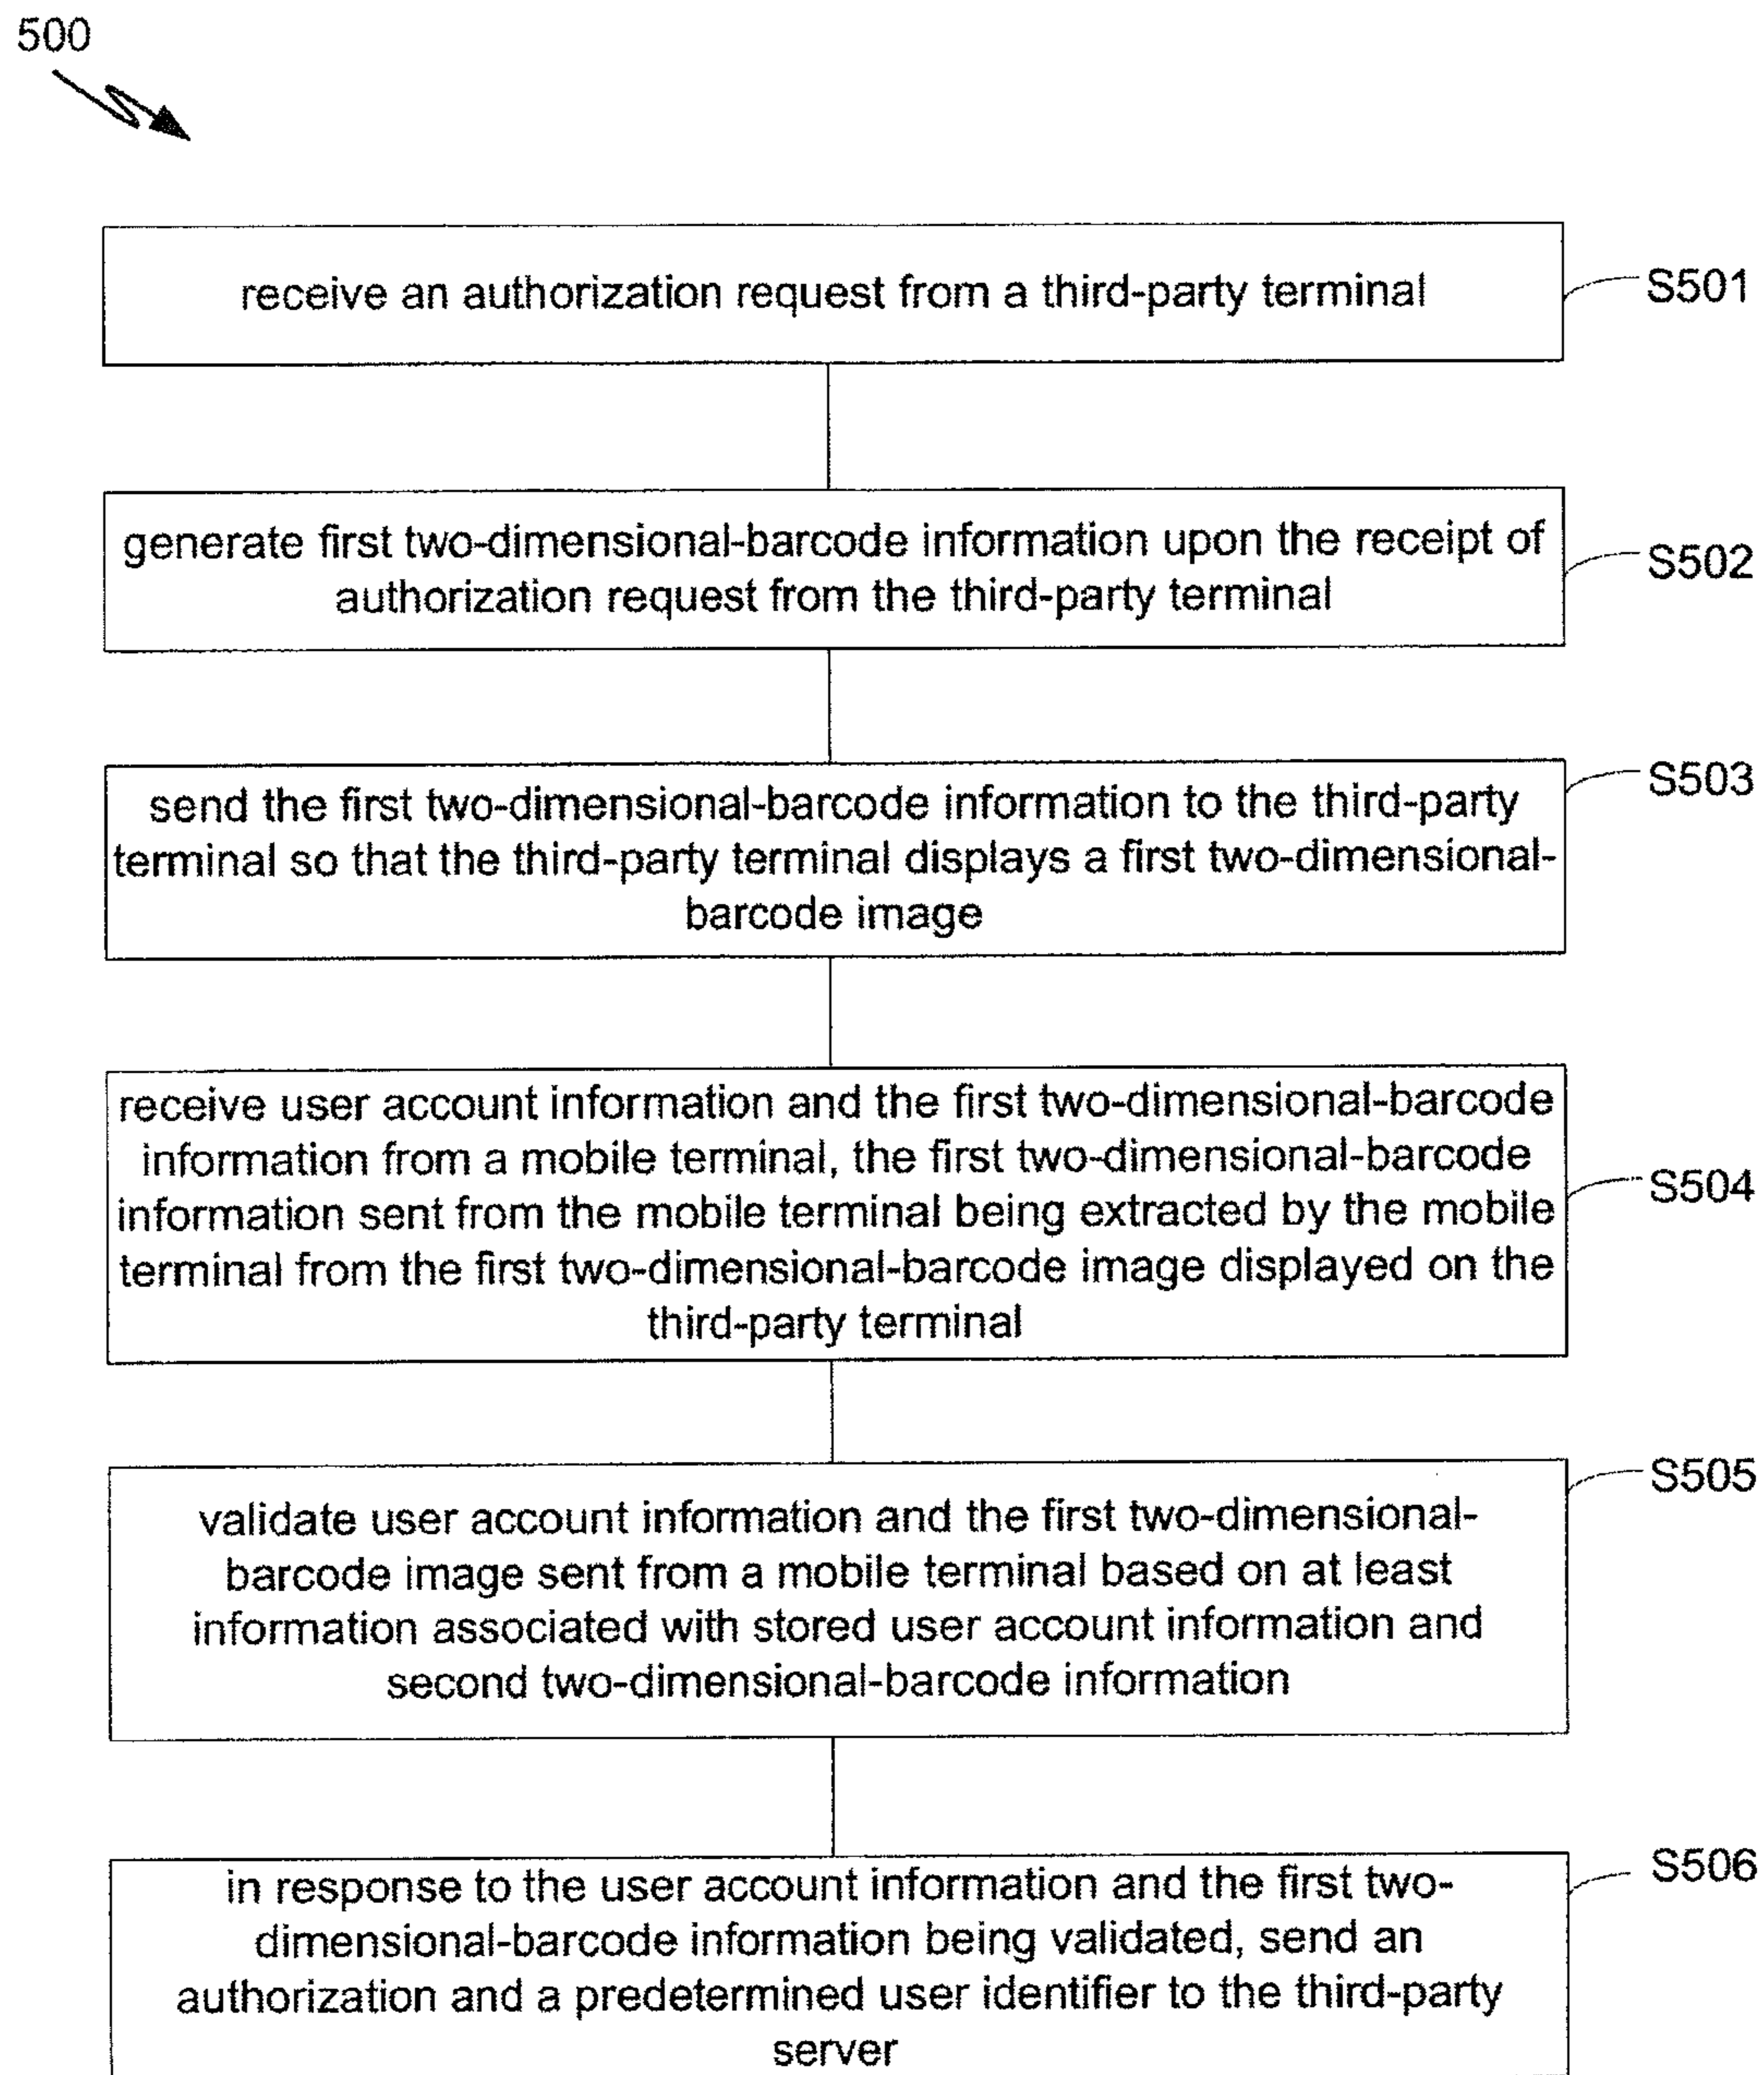 500
receive an authorization request from a third-party terminal
S501
generate first two-dimensional-barcode information upon the receipt of
authorization request from the third-party terminal
S502
send the first two-dimensional-barcode information to the third-party
terminal so that the third-party terminal displays a first two-dimensional-
barcode image
S503
receive user account information and the first two-dimensional-barcode
information from a mobile terminal, the first two-dimensional-barcode
information sent from the mobile terminal being extracted by the mobile
terminal from the first two-dimensional-barcode image displayed on the
third-party terminal
S504
validate user account information and the first two-dimensional-
barcode image sent from a mobile terminal based on at least
information associated with stored user account information and
second two-dimensional-barcode information
S505
in response to the user account information and the first two-
dimensional-barcode information being validated, send an
authorization and a predetermined user identifier to the third-party
server
S506